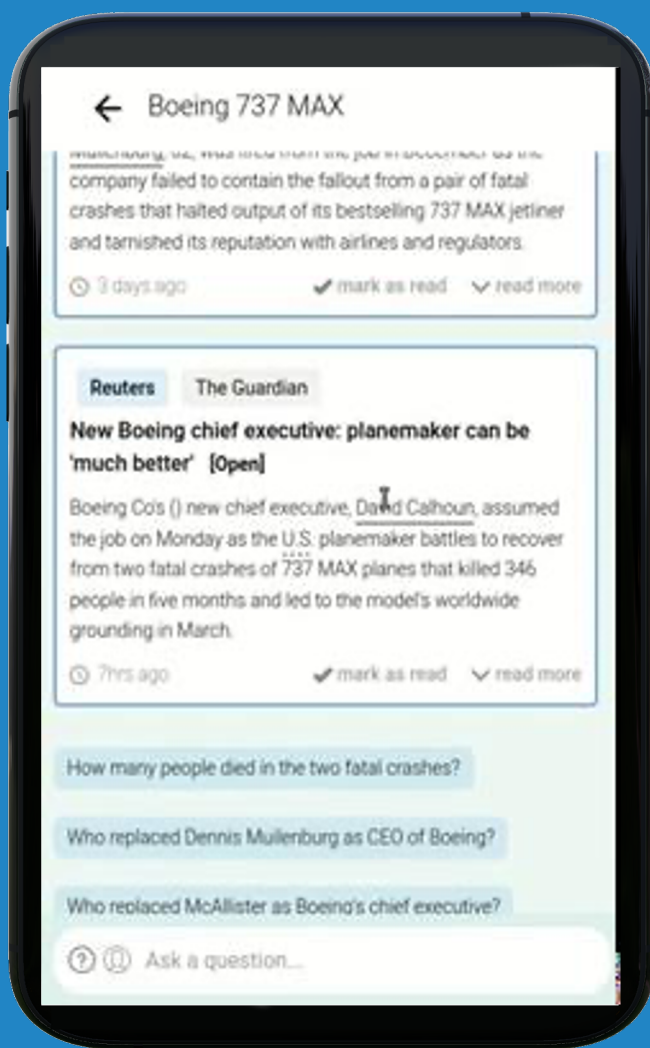 Boeing 737 MAX
company failed to contain the fallout from a pair of fatal
crashes that halted output of its bestselling 737 MAX jetliner
and tarnished its reputation with airlines and regulators.
3 days ago mark as read read more
Reuters The Guardian
New Boeing chief executive: planemaker can be
'much better' [Open]
Boeing Co's () new chief executive, David Calhoun, assumed
the job on Monday as the U.S. planemaker battles to recover
from two fatal crashes of 737 MAX planes that killed 346
people in five months and led to the model's worldwide
grounding in March.
7hrs ago mark as read read more
How many people died in the two fatal crashes?
Who replaced Dennis Muilenburg as CEO of Boeing?
Who replaced McAllister as Boeing's chief executive?
? Ask a question...